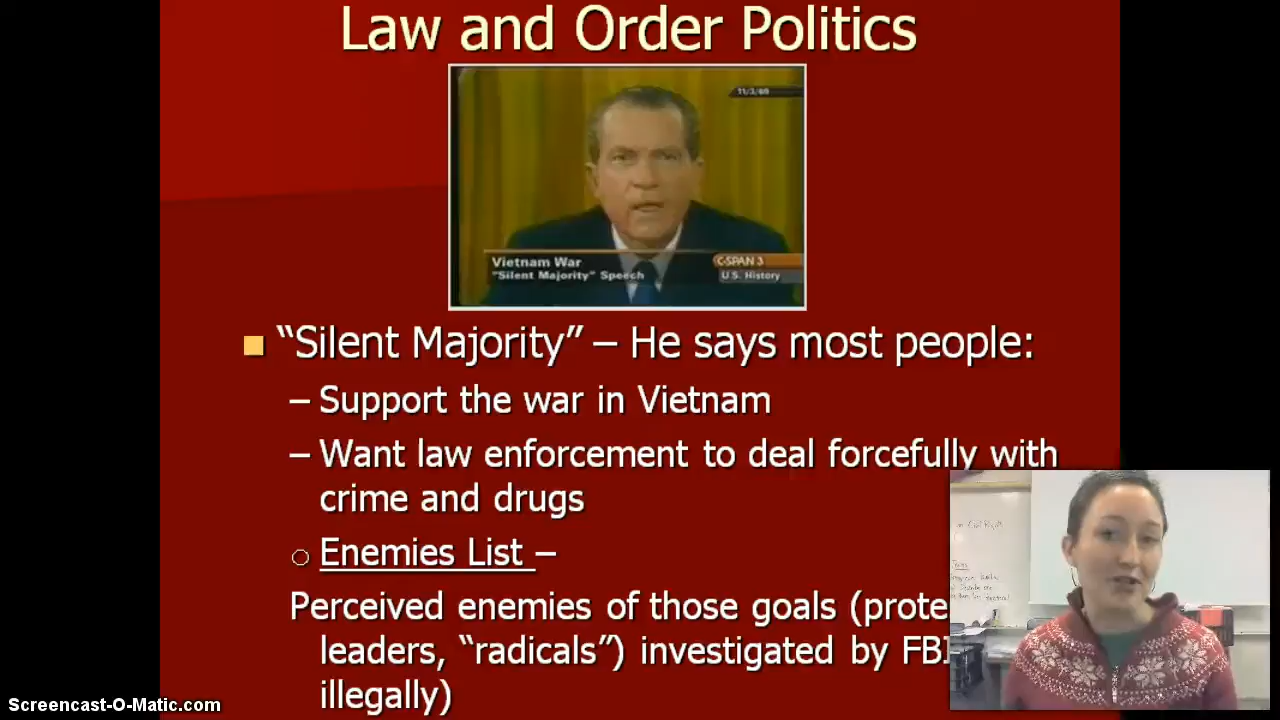 Law and Order Politics
11/3/69
Vietnam War
"Silent Majority" Speech
C-SPAN 3
U.S. History
■ “Silent Majority” – He says most people:
– Support the war in Vietnam
– Want law enforcement to deal forcefully with
crime and drugs
○ Enemies List –
Perceived enemies of those goals (prote
leaders, “radicals”) investigated by FBI
illegally)
Screencast-O-Matic.com